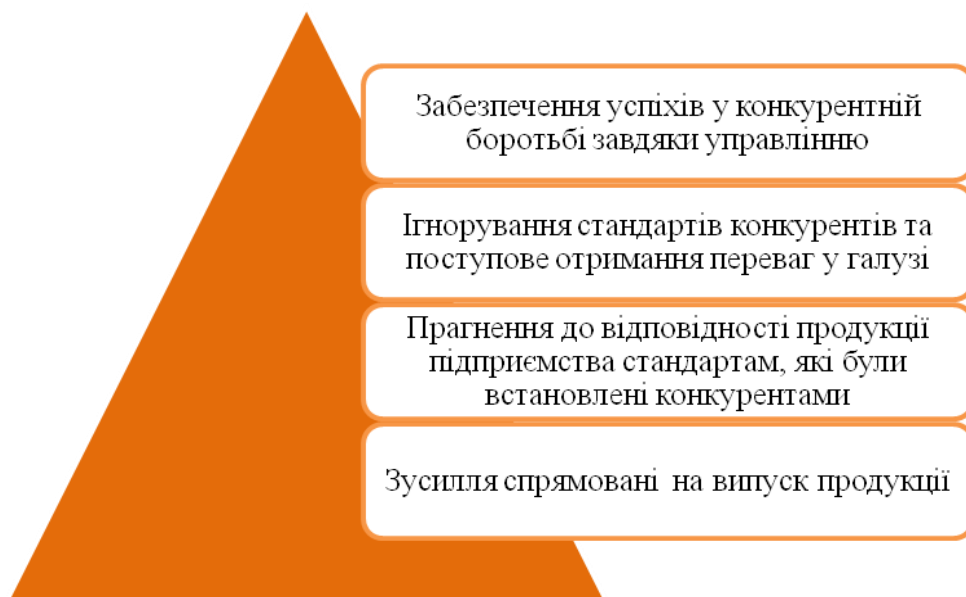 Забезпечення успіхів у конкурентній
боротьбі завдяки управлінню
Ігнорування стандартів конкурентів та
поступове отримання переваг у галузі
Прагнення до відповідності продукції
підприємства стандартам, які були
встановлені конкурентами
Зусилля спрямовані на випуск продукції